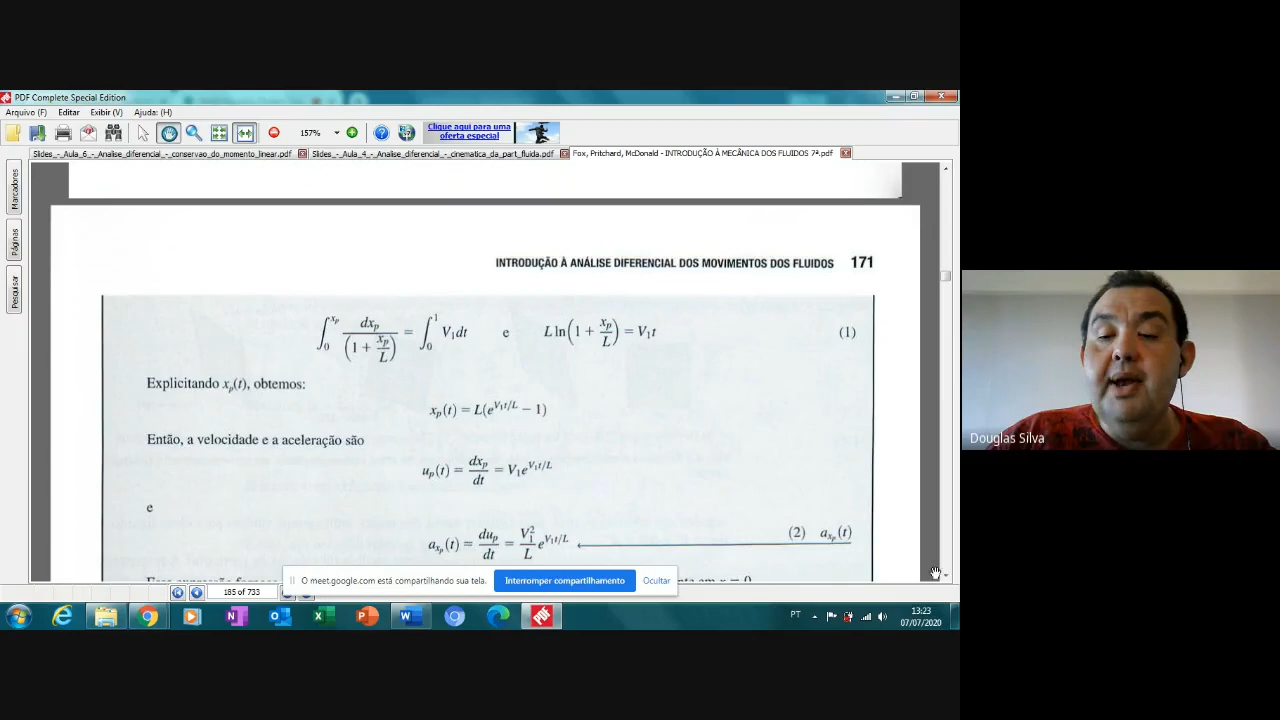 PDF Complete Special Edition
Arquivo (F) Editar Exibir (V) Ajuda: (H)
157%
Clique aqui para uma
oferta especial
Slides_-_Aula_6_-_Analise_diferencial_-_conservao_do_momento_linear.pdf
Slides_-_Aula_4_-_Analise_diferencial_-_cinematica_da_part_fluida.pdf
Fox, Pritchard, McDonald - INTRODUÇÃO À MECÂNICA DOS FLUIDOS 7ª.pdf
Marcadores
Páginas
Pesquisar
INTRODUÇÃO À ANÁLISE DIFERENCIAL DOS MOVIMENTOS DOS FLUIDOS 171
∫₀^{x_p} dx_p/(1 + x_p/L) = ∫₀^1 V₁dt e L ln(1 + x_p/L) = V₁t (1)
Explicitando x_p(t), obtemos:
x_p(t) = L(e^{V₁t/L} – 1)
Então, a velocidade e a aceleração são
u_p(t) = dx_p/dt = V₁e^{V₁t/L}
e
a_{x_p}(t) = du_p/dt = V₁²/L e^{V₁t/L} ← (2) a_{x_p}(t)
O meet.google.com está compartilhando sua tela.
Interromper compartilhamento
Ocultar
185 of 733
PT
13:23
07/07/2020
Douglas Silva